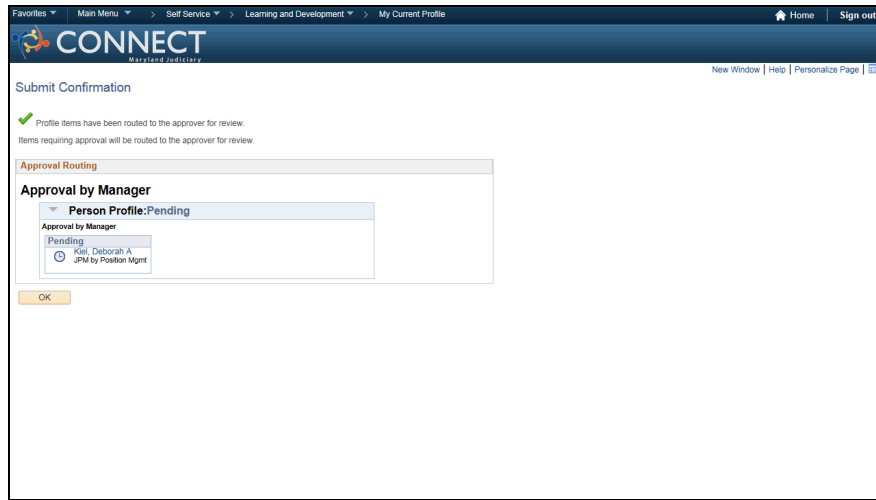 Favorites Main Menu > Self Service > Learning and Development > My Current Profile Home Sign out
CONNECT
Maryland Judiciary
New Window | Help | Personalize Page |
Submit Confirmation
Profile items have been routed to the approver for review.
Items requiring approval will be routed to the approver for review.
Approval Routing
Approval by Manager
Person Profile:Pending
Approval by Manager
Pending
Kiel, Deborah A
JPM by Position Mgmt
OK